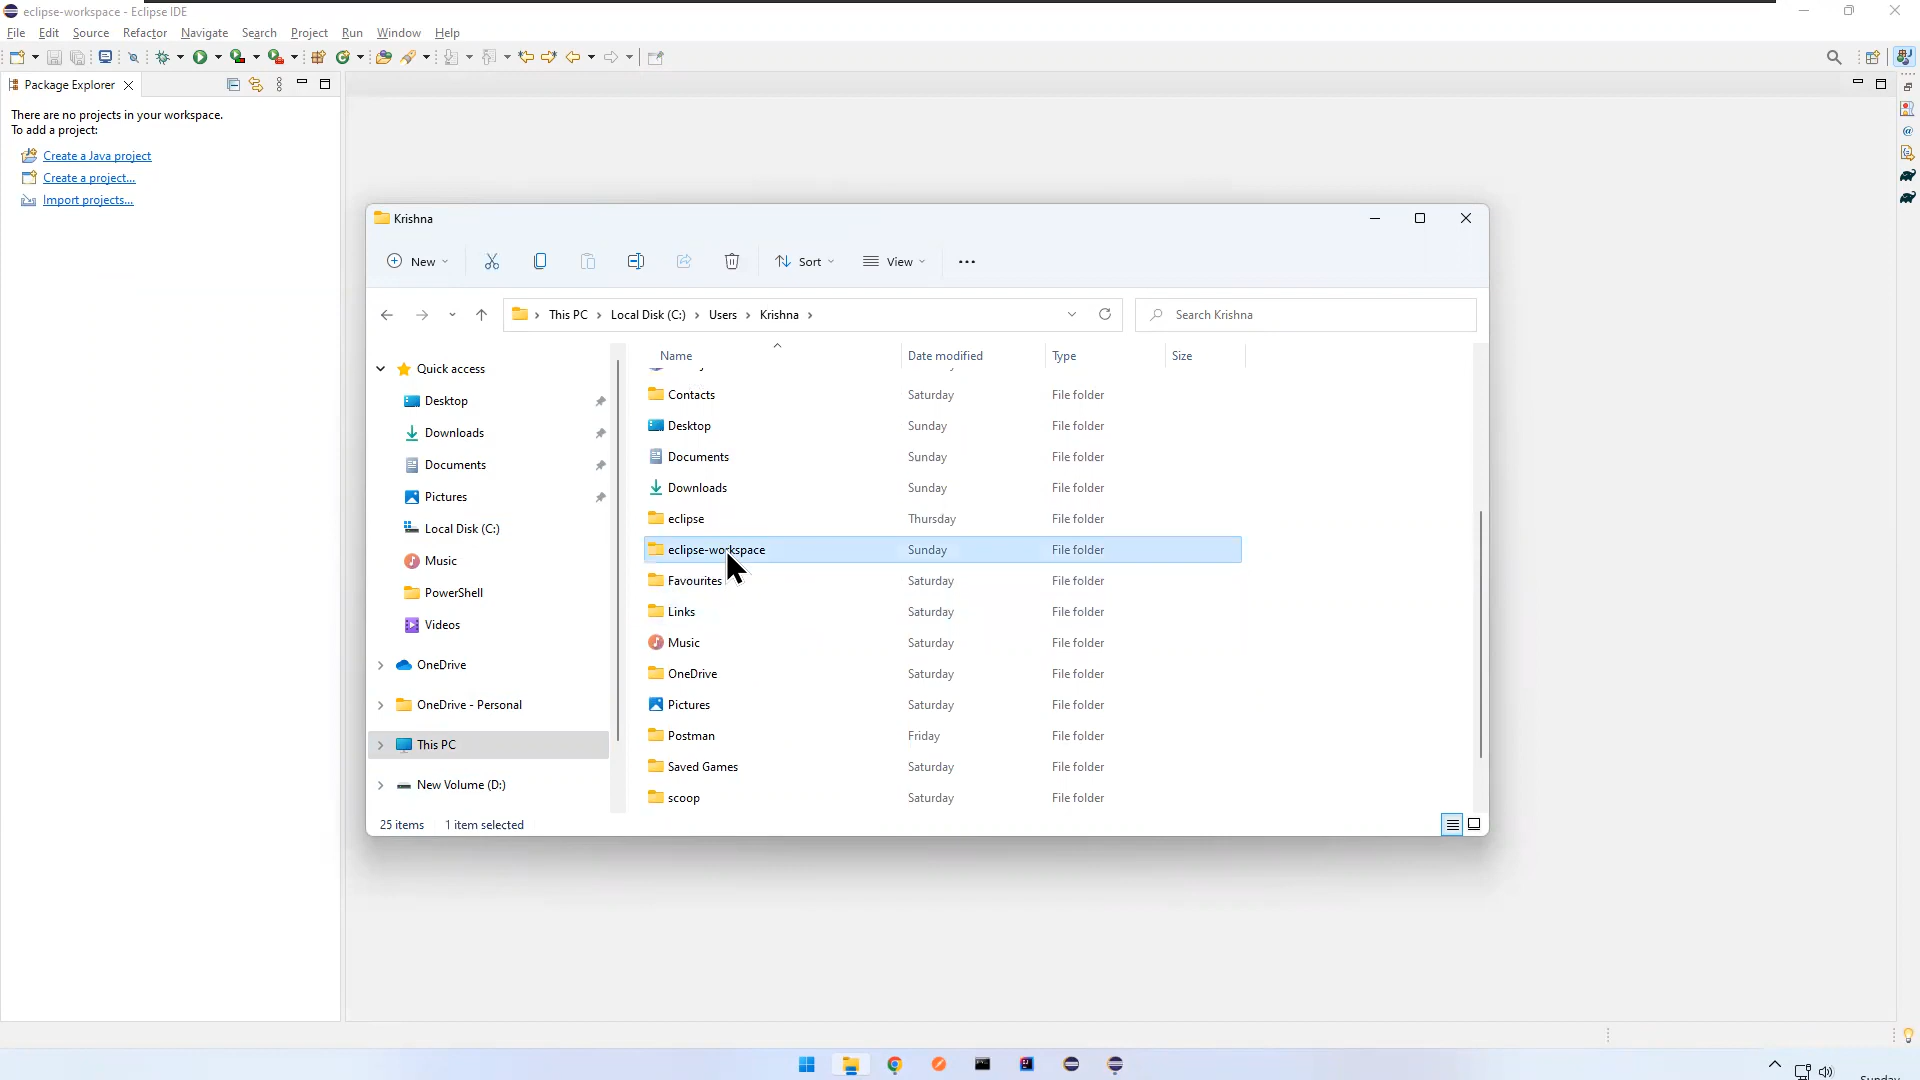 eclipse-workspace - Eclipse IDE
File Edit Source Refactor Navigate Search Project Run Window Help
Package Explorer
There are no projects in your workspace.
To add a project:
Create a Java project
Create a project...
Import projects...
Krishna
New
Sort
View
This PC
Local Disk (C:)
Users
Krishna
Search Krishna
Name Date modified Type Size
Quick access
Desktop
Downloads
Documents
Pictures
Local Disk (C:)
Music
PowerShell
Videos
OneDrive
OneDrive - Personal
This PC
New Volume (D:)
Contacts Saturday File folder
Desktop Sunday File folder
Documents Sunday File folder
Downloads Sunday File folder
eclipse Thursday File folder
eclipse-workspace Sunday File folder
Favourites Saturday File folder
Links Saturday File folder
Music Saturday File folder
OneDrive Saturday File folder
Pictures Saturday File folder
Postman Friday File folder
Saved Games Saturday File folder
scoop Saturday File folder
25 items 1 item selected
Sunday